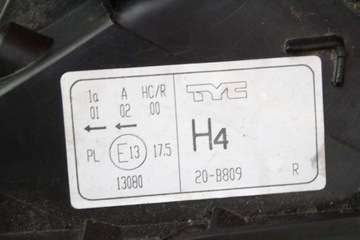 1a A HC/R
01 02 00
PL E13 17.5
13080
TYC
H4
20-B809 R